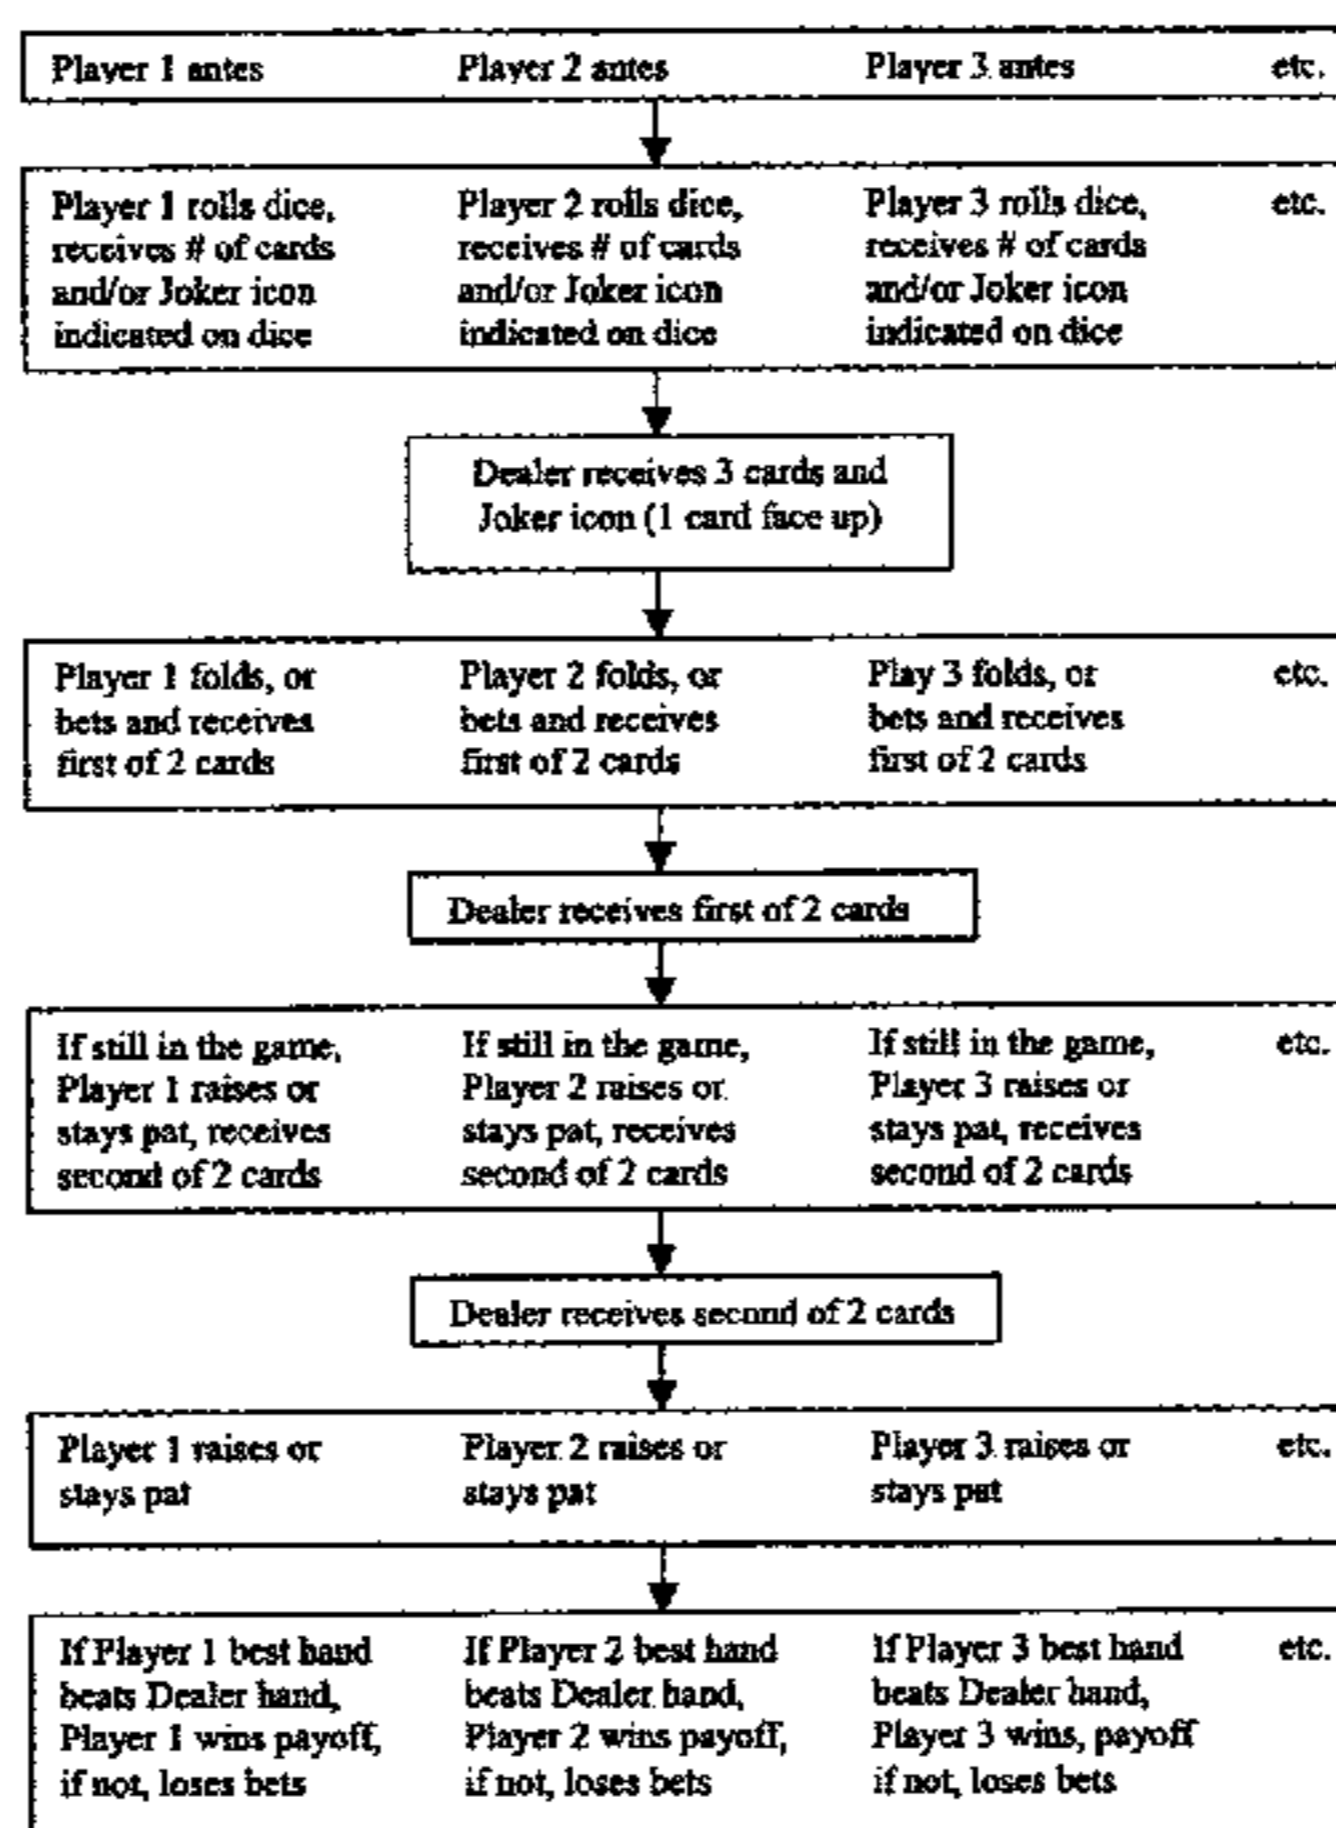 Player 1 antes Player 2 antes Player 3 antes etc.
Player 1 rolls dice, Player 2 rolls dice, Player 3 rolls dice, etc.
receives # of cards receives # of cards receives # of cards
and/or Joker icon and/or Joker icon and/or Joker icon
indicated on dice indicated on dice indicated on dice
Dealer receives 3 cards and
Joker icon (1 card face up)
Player 1 folds, or Player 2 folds, or Play 3 folds, or etc.
bets and receives bets and receives bets and receives
first of 2 cards first of 2 cards first of 2 cards
Dealer receives first of 2 cards
If still in the game, If still in the game, If still in the game, etc.
Player 1 raises or Player 2 raises or Player 3 raises or
stays pat, receives stays pat, receives stays pat, receives
second of 2 cards second of 2 cards second of 2 cards
Dealer receives second of 2 cards
Player 1 raises or Player 2 raises or Player 3 raises or etc.
stays pat stays pat stays pat
If Player 1 best hand If Player 2 best hand If Player 3 best hand etc.
beats Dealer hand, beats Dealer hand, beats Dealer hand,
Player 1 wins payoff, Player 2 wins payoff, Player 3 wins, payoff
if not, loses bets if not, loses bets if not, loses bets